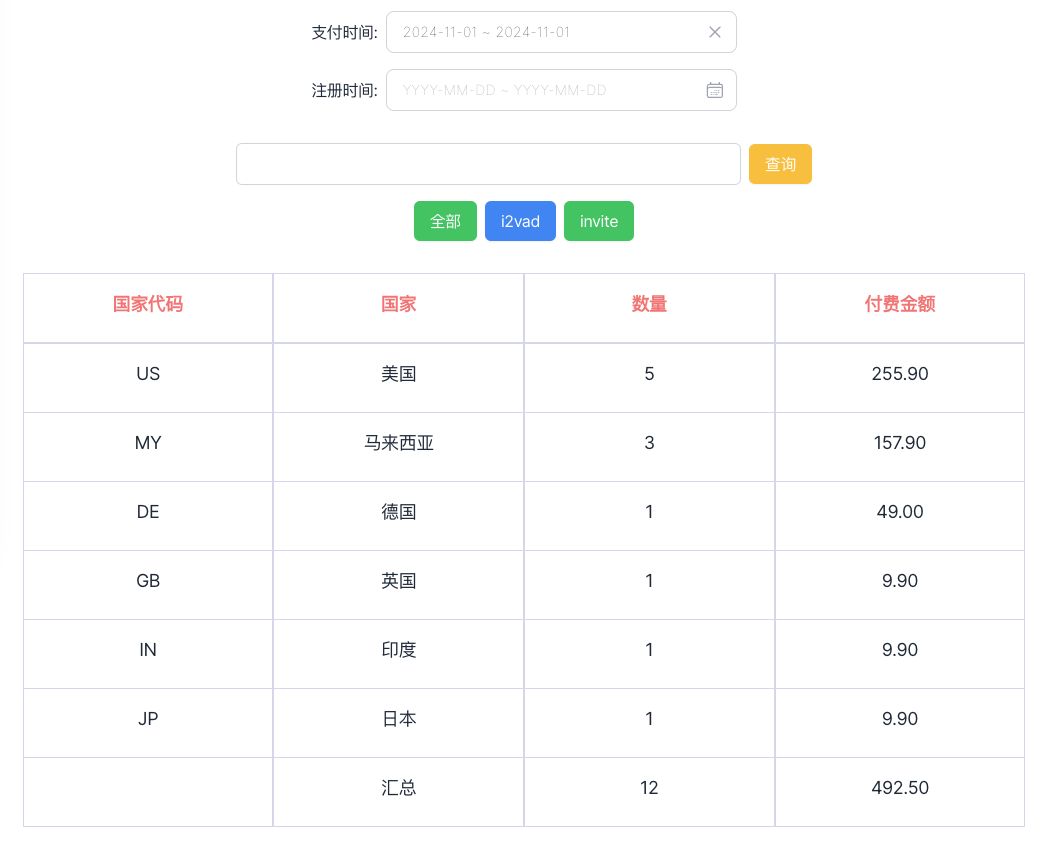 支付时间: 2024-11-01 ~ 2024-11-01
注册时间: YYYY-MM-DD ~ YYYY-MM-DD
查询
全部 i2vad invite
国家代码 国家 数量 付费金额
US 美国 5 255.90
MY 马来西亚 3 157.90
DE 德国 1 49.00
GB 英国 1 9.90
IN 印度 1 9.90
JP 日本 1 9.90
汇总 12 492.50